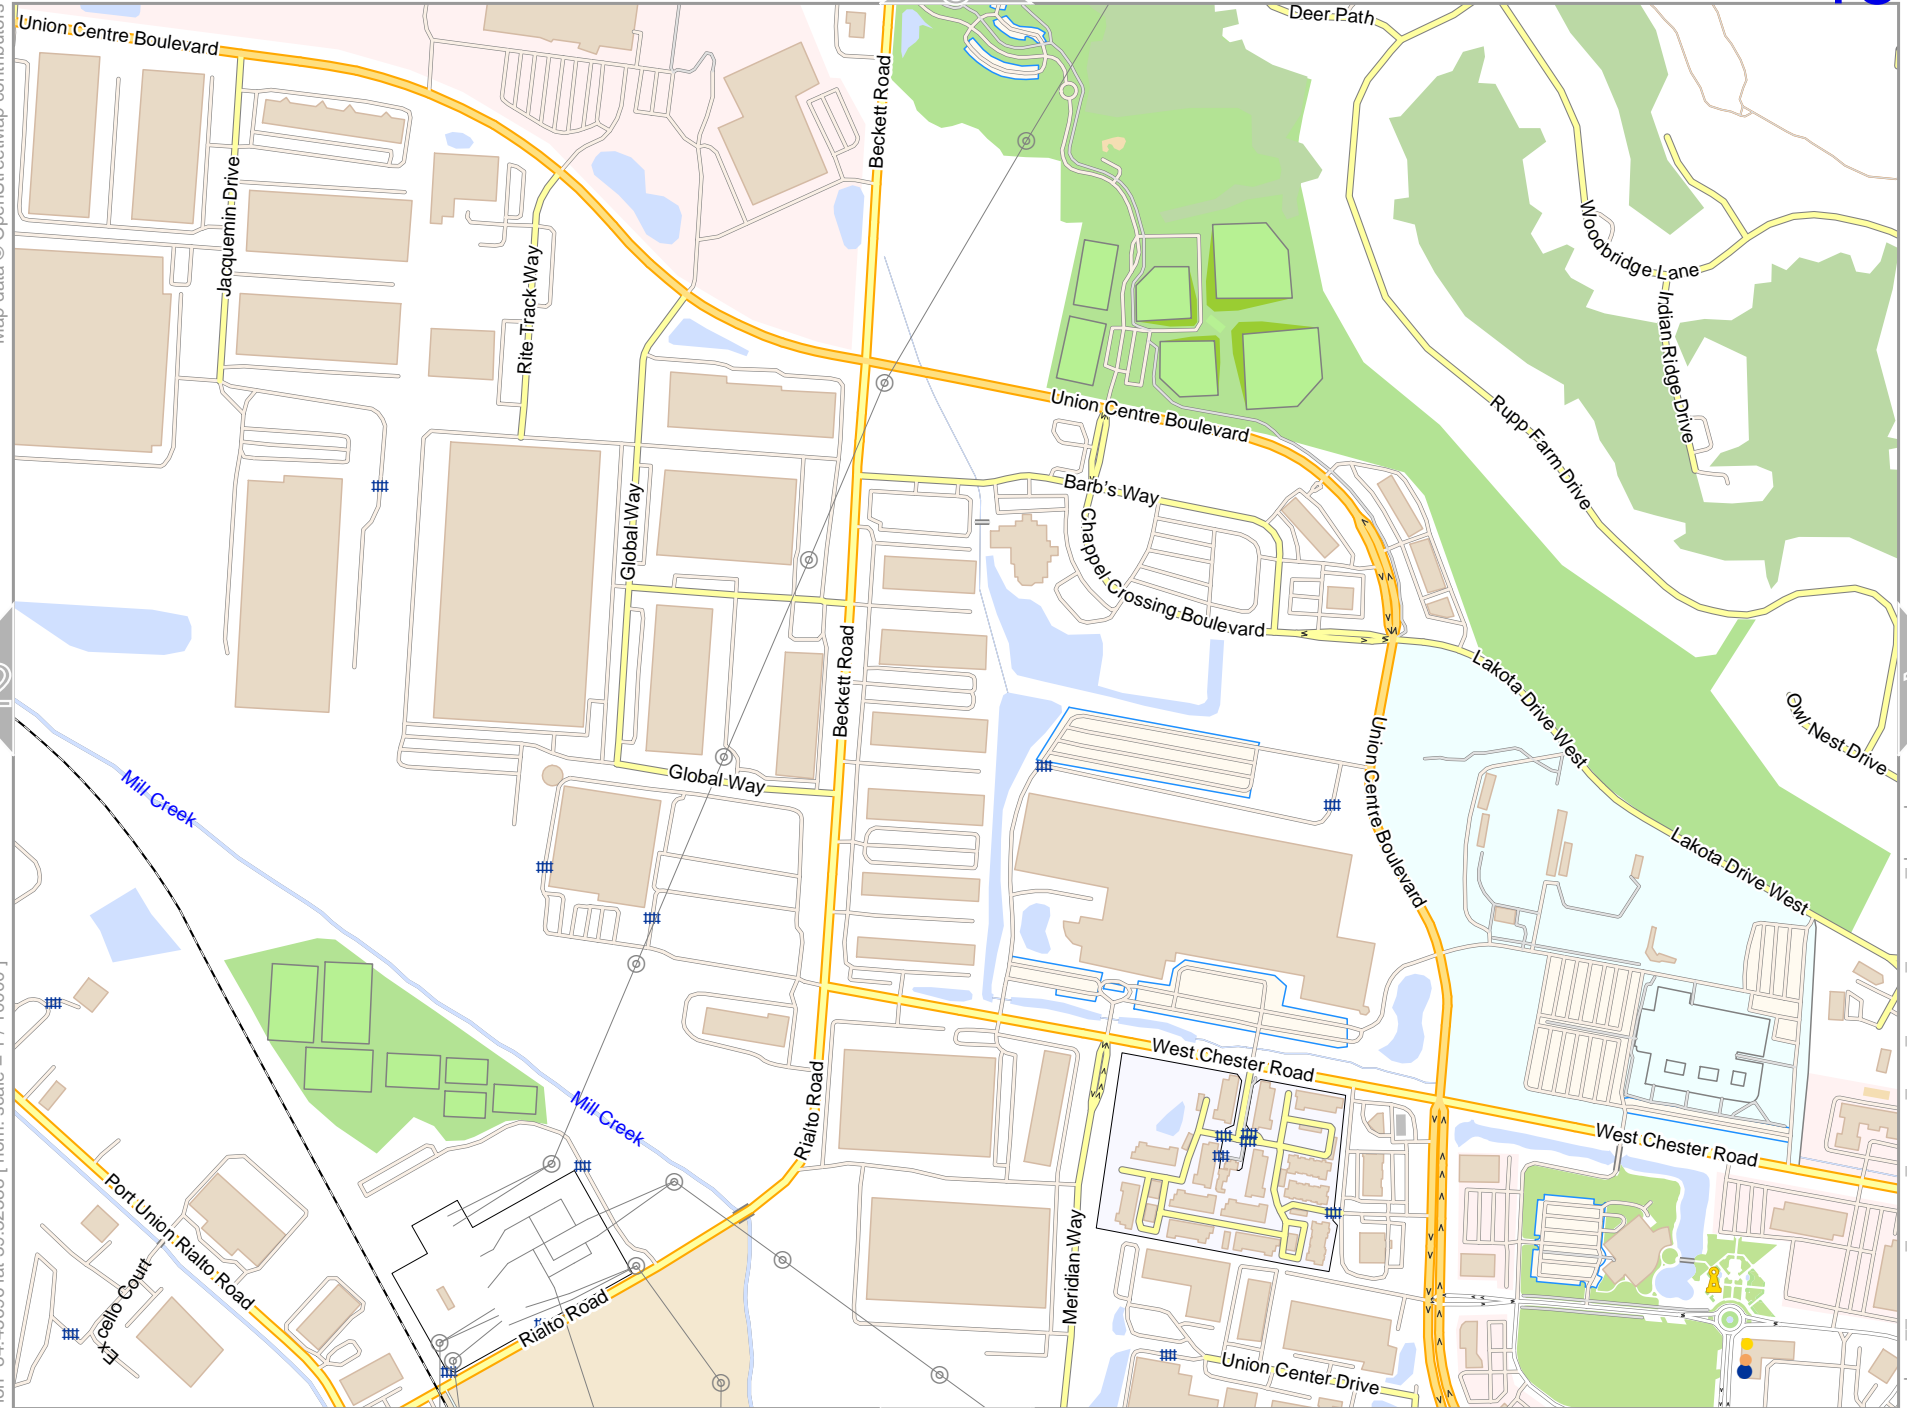 Deer Path
Union Centre Boulevard
Beckett Road
Jacquemin Drive
Woodbridge Lane
Rite Track Way
Indian Ridge Drive
Union Centre Boulevard
Rupp Farm Drive
Barb's Way
Global Way
Chappel Crossing Boulevard
Beckett Road
Lakota Drive West
Owl Nest Drive
Union Centre Boulevard
Global Way
Mill Creek
Lakota Drive West
West Chester Road
Mill Creek
Rialto Road
West Chester Road
Port Union Rialto Road
Meridian Way
Excello Court
Rialto Road
Union Center Drive